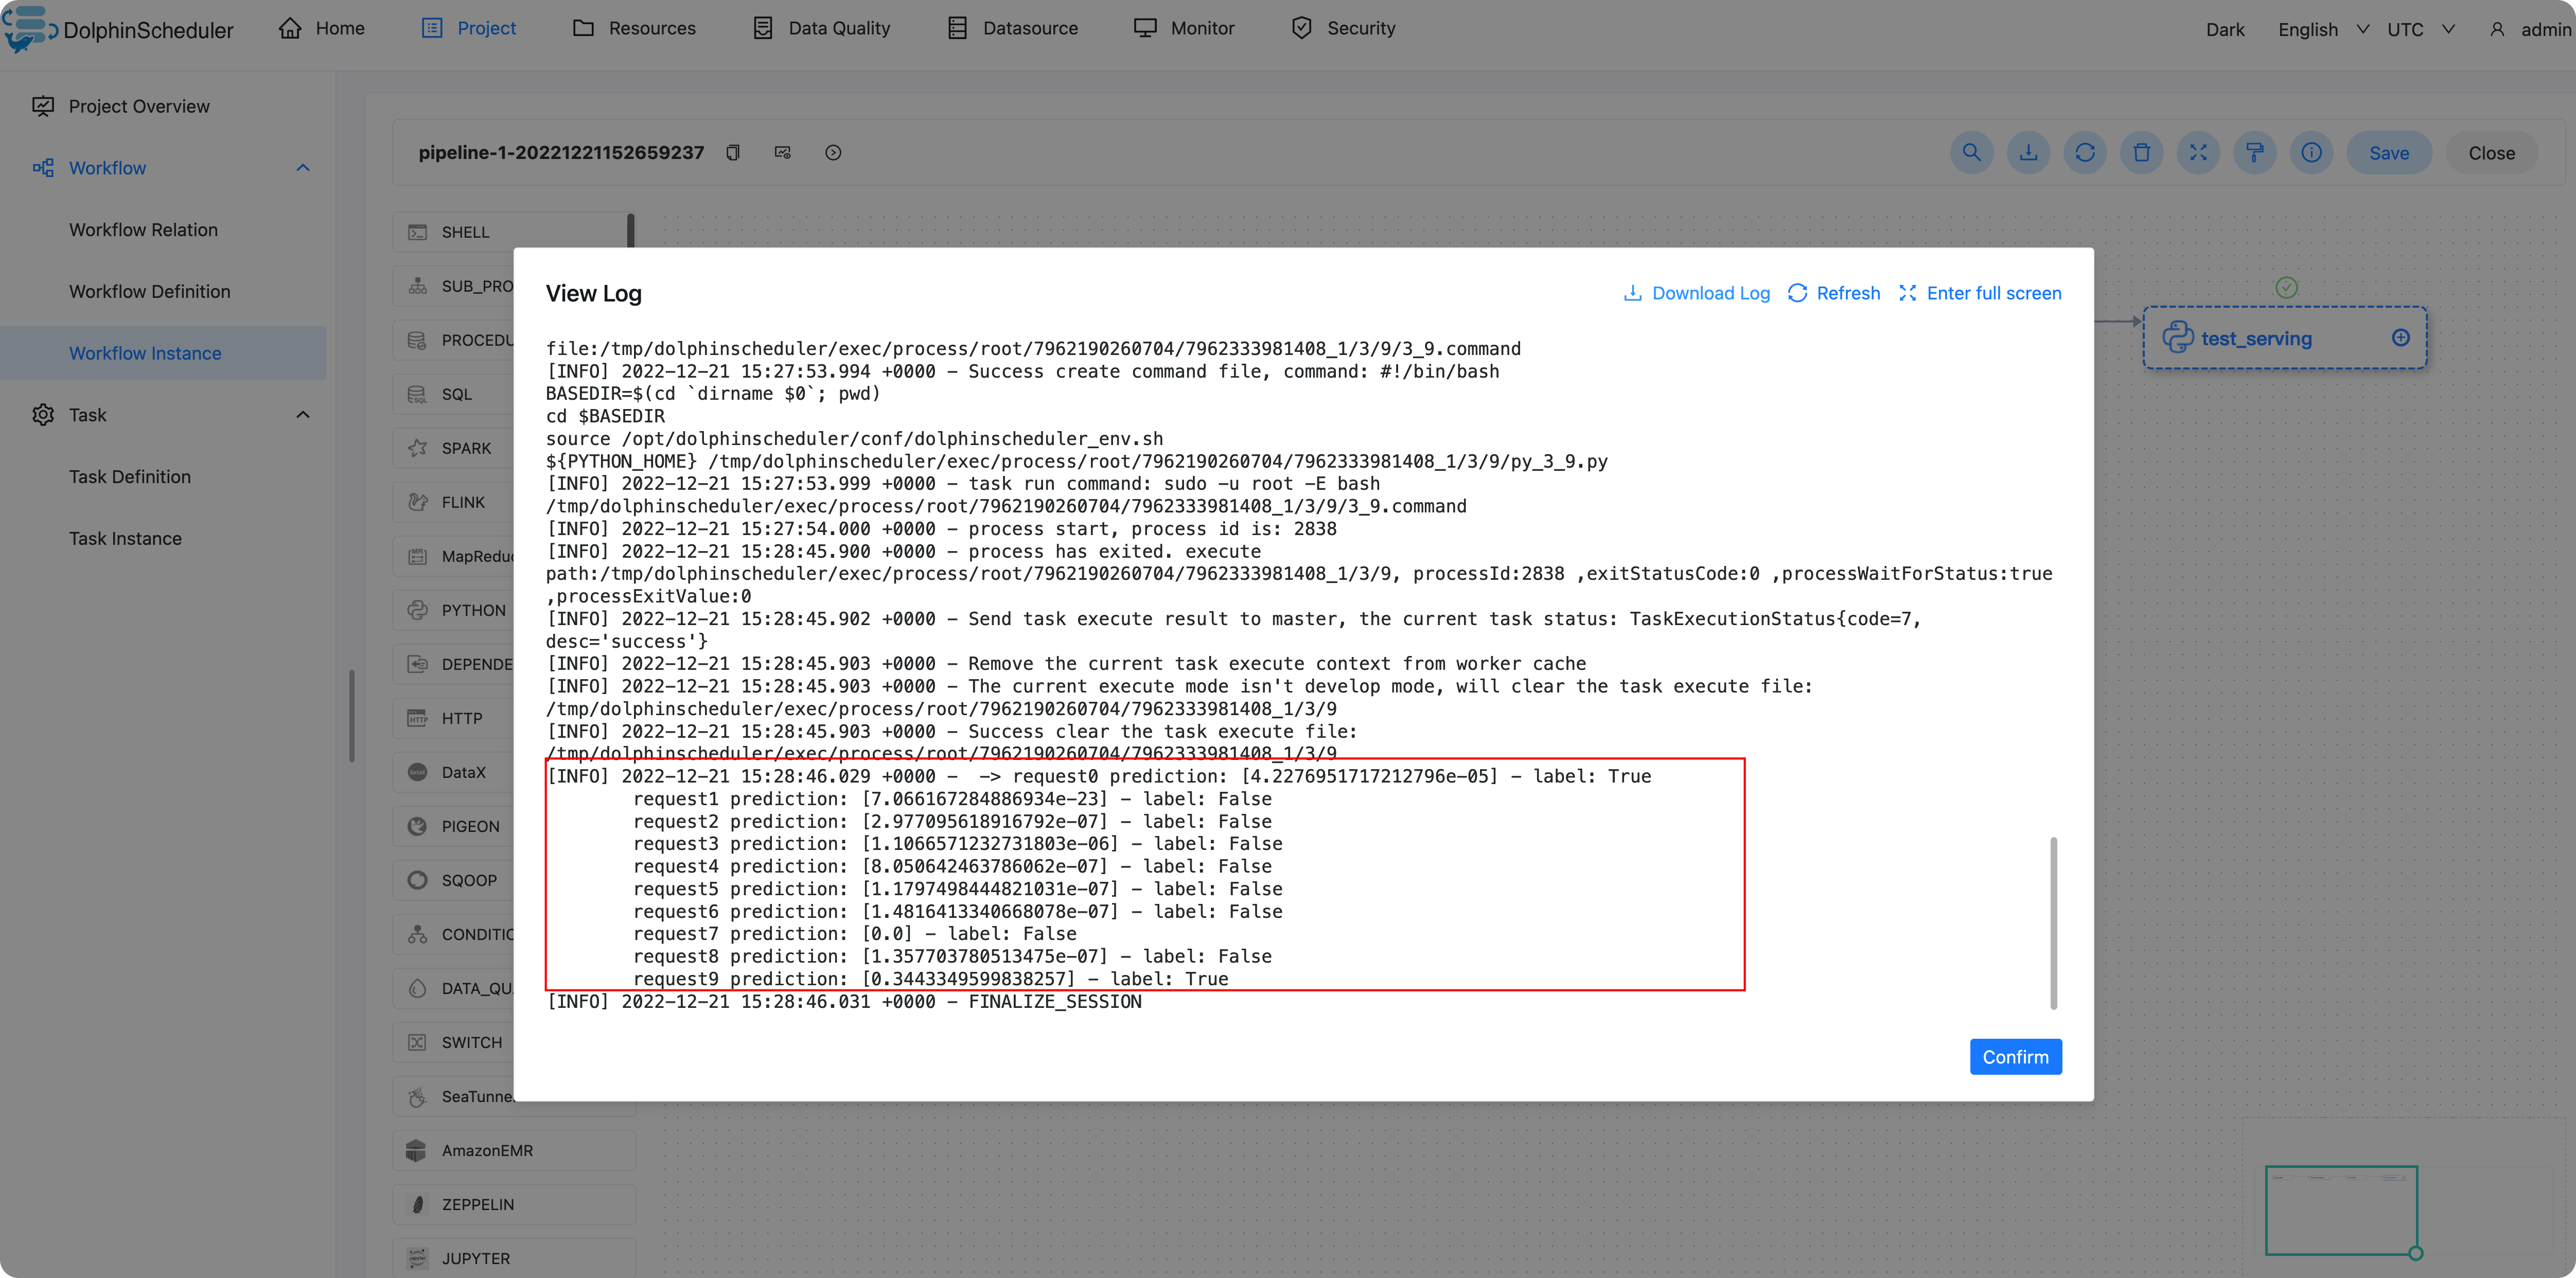 DolphinScheduler
Home
Project
Resources
Data Quality
Datasource
Monitor
Security
Dark
English
UTC
admin
Project Overview
Workflow
Workflow Relation
Workflow Definition
Workflow Instance
Task
Task Definition
Task Instance
pipeline-1-20221221152659237
Save
Close
SHELL
SUB_PRO
PROCEDU
SQL
SPARK
FLINK
MapReduc
PYTHON
DEPENDE
HTTP
DataX
PIGEON
SQOOP
CONDITIO
DATA_QU
SWITCH
SeaTunne
AmazonEMR
ZEPPELIN
JUPYTER
test_serving
View Log
Download Log
Refresh
Enter full screen
file:/tmp/dolphinscheduler/exec/process/root/7962190260704/7962333981408_1/3/9/3_9.command
[INFO] 2022-12-21 15:27:53.994 +0000 - Success create command file, command: #!/bin/bash
BASEDIR=$(cd `dirname $0`; pwd)
cd $BASEDIR
source /opt/dolphinscheduler/conf/dolphinscheduler_env.sh
${PYTHON_HOME} /tmp/dolphinscheduler/exec/process/root/7962190260704/7962333981408_1/3/9/py_3_9.py
[INFO] 2022-12-21 15:27:53.999 +0000 - task run command: sudo -u root -E bash
/tmp/dolphinscheduler/exec/process/root/7962190260704/7962333981408_1/3/9/3_9.command
[INFO] 2022-12-21 15:27:54.000 +0000 - process start, process id is: 2838
[INFO] 2022-12-21 15:28:45.900 +0000 - process has exited. execute
path:/tmp/dolphinscheduler/exec/process/root/7962190260704/7962333981408_1/3/9, processId:2838 ,exitStatusCode:0 ,processWaitForStatus:true
,processExitValue:0
[INFO] 2022-12-21 15:28:45.902 +0000 - Send task execute result to master, the current task status: TaskExecutionStatus{code=7,
desc='success'}
[INFO] 2022-12-21 15:28:45.903 +0000 - Remove the current task execute context from worker cache
[INFO] 2022-12-21 15:28:45.903 +0000 - The current execute mode isn't develop mode, will clear the task execute file:
/tmp/dolphinscheduler/exec/process/root/7962190260704/7962333981408_1/3/9
[INFO] 2022-12-21 15:28:45.903 +0000 - Success clear the task execute file:
/tmp/dolphinscheduler/exec/process/root/7962190260704/7962333981408_1/3/9
[INFO] 2022-12-21 15:28:46.029 +0000 -  -> request0 prediction: [4.2276951717212796e-05] - label: True
request1 prediction: [7.066167284886934e-23] - label: False
request2 prediction: [2.977095618916792e-07] - label: False
request3 prediction: [1.1066571232731803e-06] - label: False
request4 prediction: [8.050642463786062e-07] - label: False
request5 prediction: [1.1797498444821031e-07] - label: False
request6 prediction: [1.4816413340668078e-07] - label: False
request7 prediction: [0.0] - label: False
request8 prediction: [1.357703780513475e-07] - label: False
request9 prediction: [0.3443349599838257] - label: True
[INFO] 2022-12-21 15:28:46.031 +0000 - FINALIZE_SESSION
Confirm